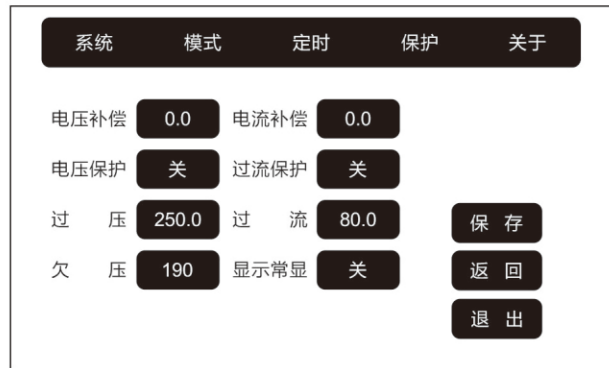 系统 模式 定时 保护 关于
电压补偿 0.0 电流补偿 0.0
电压保护 关 过流保护 关
过 压 250.0 过 流 80.0 保 存
欠 压 190 显示常显 关 返 回
退 出